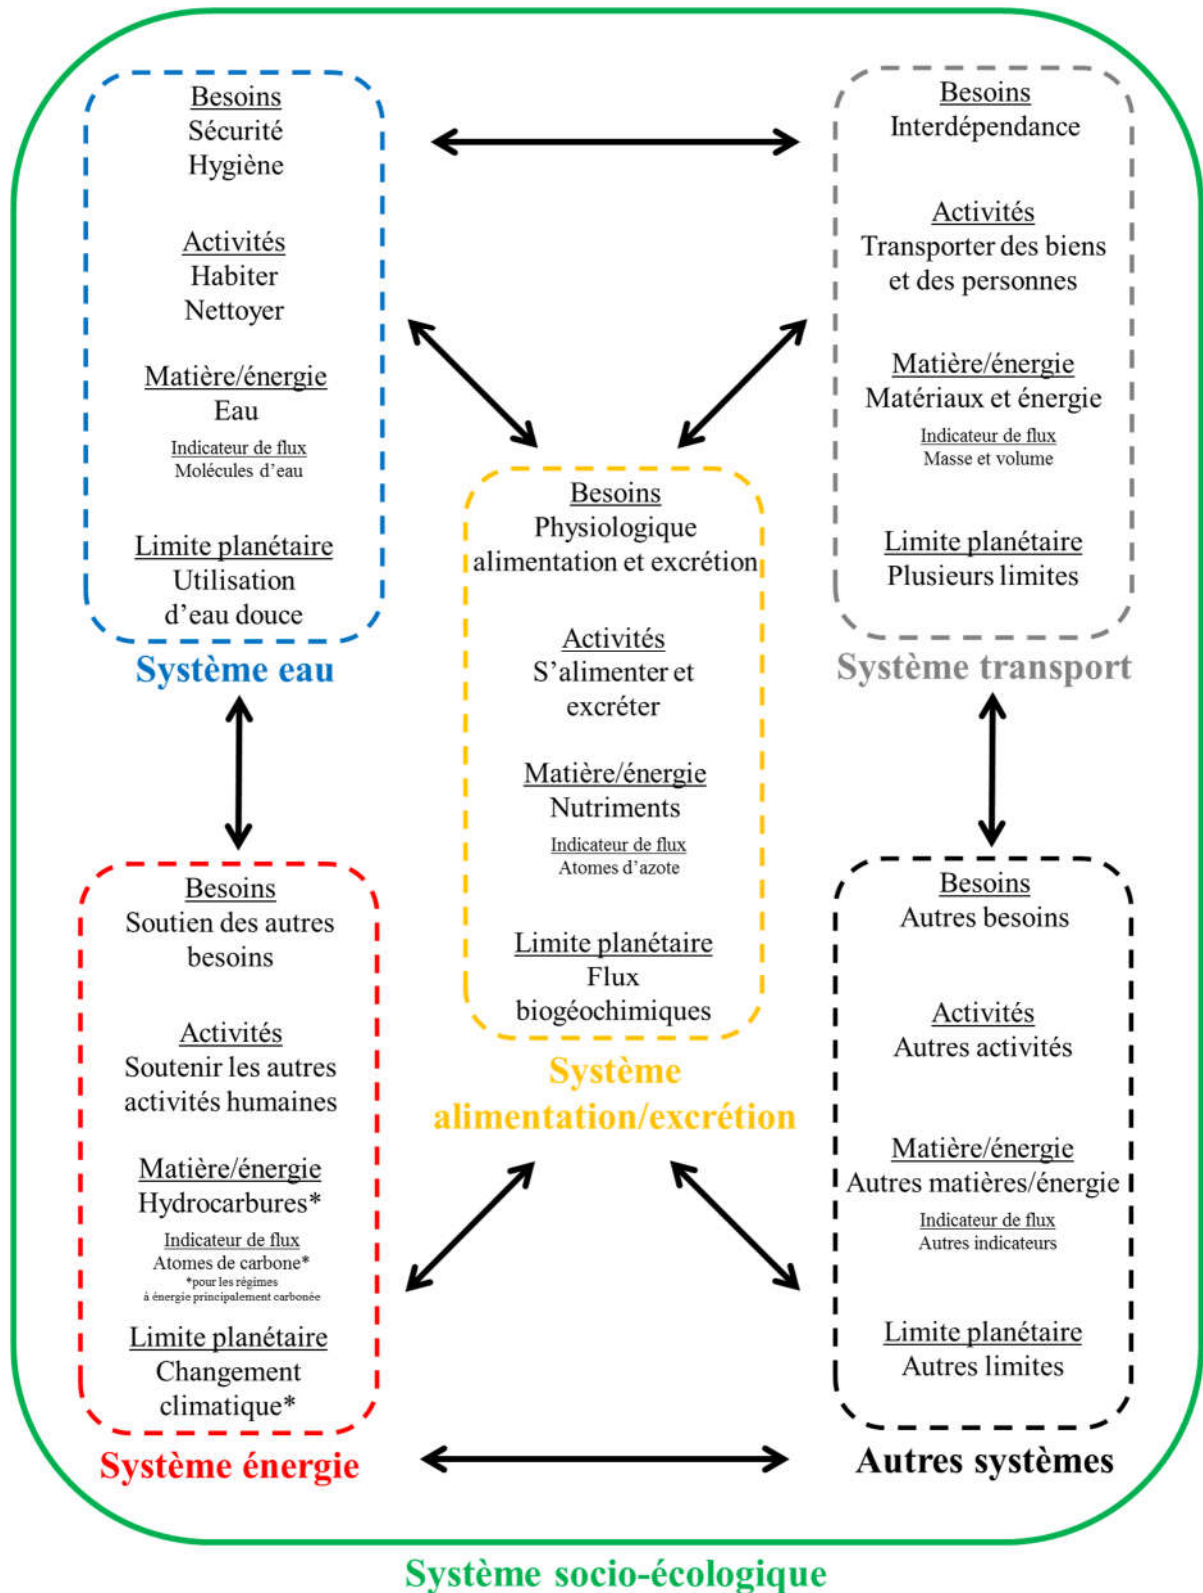 Besoins
Sécurité
Hygiène
Activités
Habiter
Nettoyer
Matière/énergie
Eau
Indicateur de flux
Molécules d'eau
Limite planétaire
Utilisation
d'eau douce
Système eau
Besoins
Interdépendance
Activités
Transporter des biens
et des personnes
Matière/énergie
Matériaux et énergie
Indicateur de flux
Masse et volume
Limite planétaire
Plusieurs limites
Système transport
Besoins
Physiologique
alimentation et excrétion
Activités
S'alimenter et
excréter
Matière/énergie
Nutriments
Indicateur de flux
Atomes d'azote
Limite planétaire
Flux
biogéochimiques
Système
alimentation/excrétion
Besoins
Soutien des autres
besoins
Activités
Soutenir les autres
activités humaines
Matière/énergie
Hydrocarbures*
Indicateur de flux
Atomes de carbone*
*pour les régimes
à énergie principalement carbonée
Limite planétaire
Changement
climatique*
Système énergie
Besoins
Autres besoins
Activités
Autres activités
Matière/énergie
Autres matières/énergie
Indicateur de flux
Autres indicateurs
Limite planétaire
Autres limites
Autres systèmes
Système socio-écologique